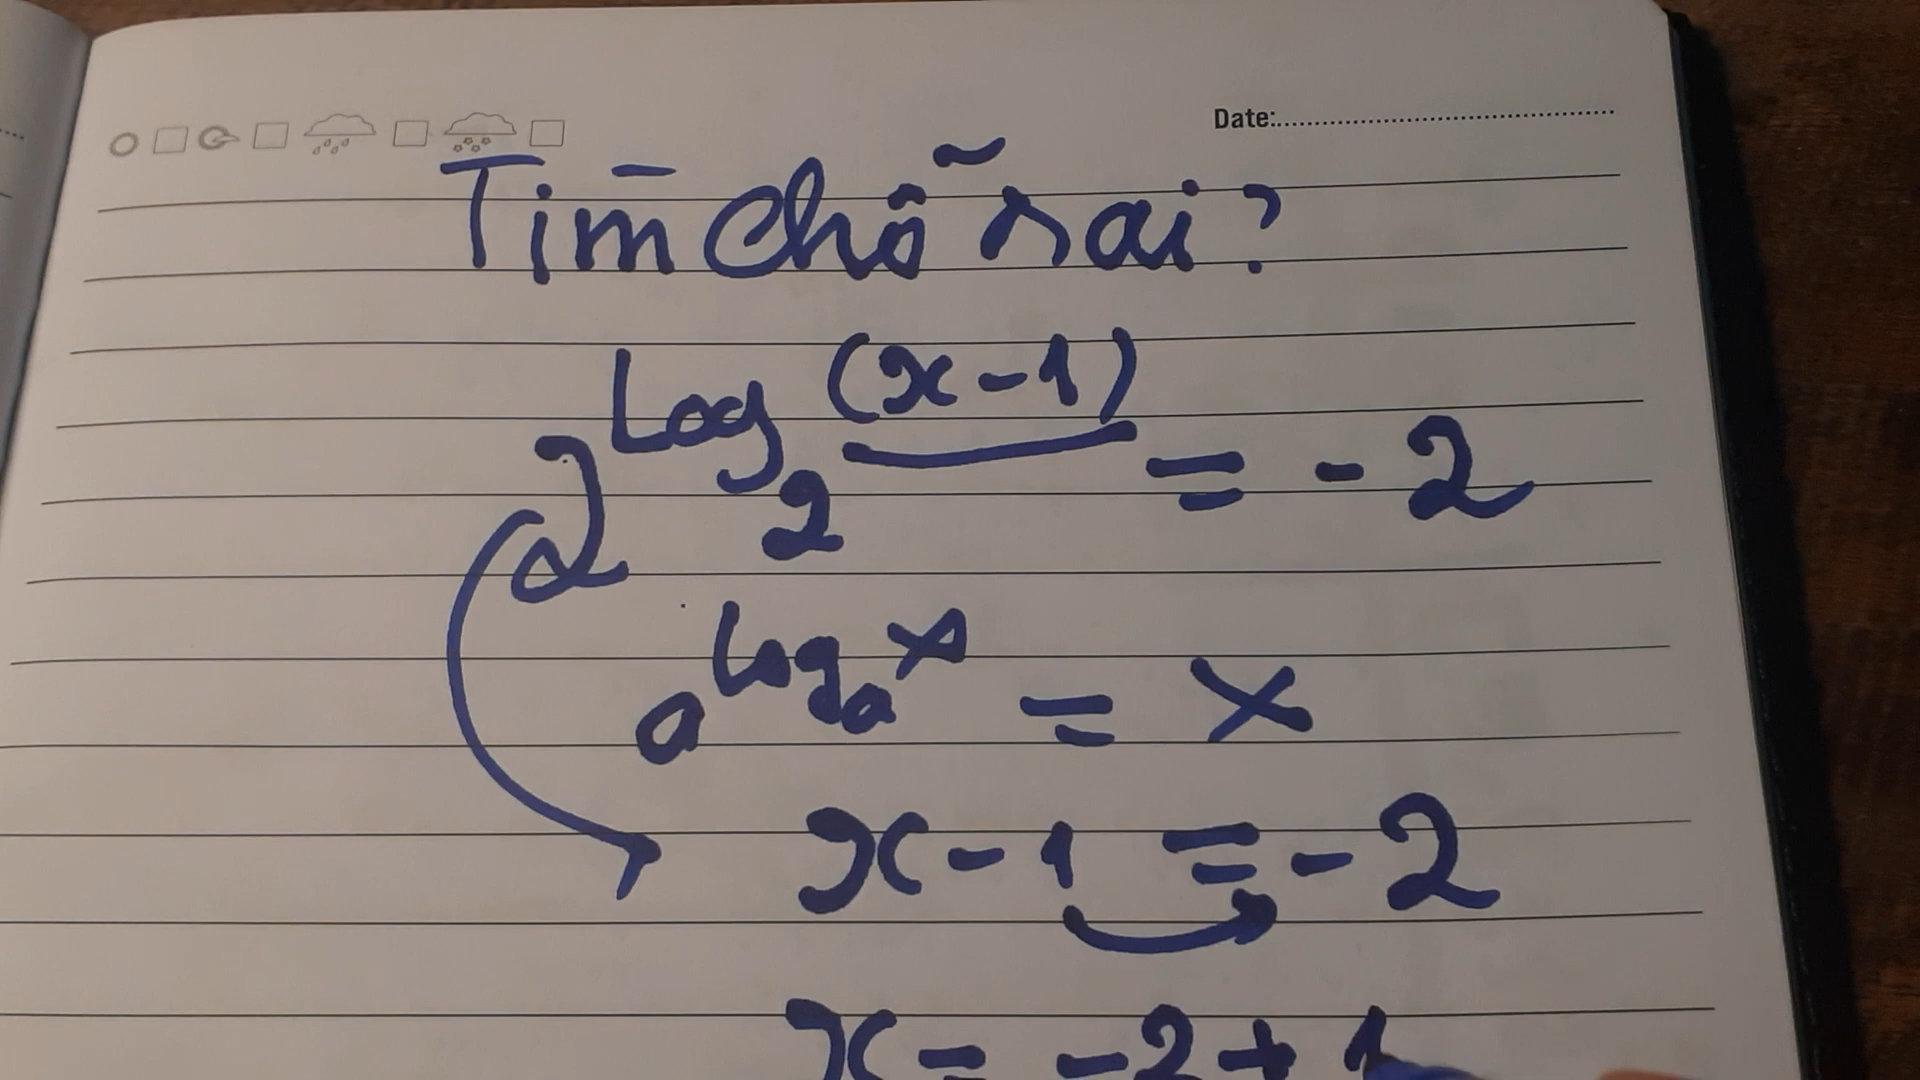 Date:
Tìm chỗ sai?
2^log_2 (x-1) = -2
a^log_a x = x
x - 1 = -2
x = -2 + 1